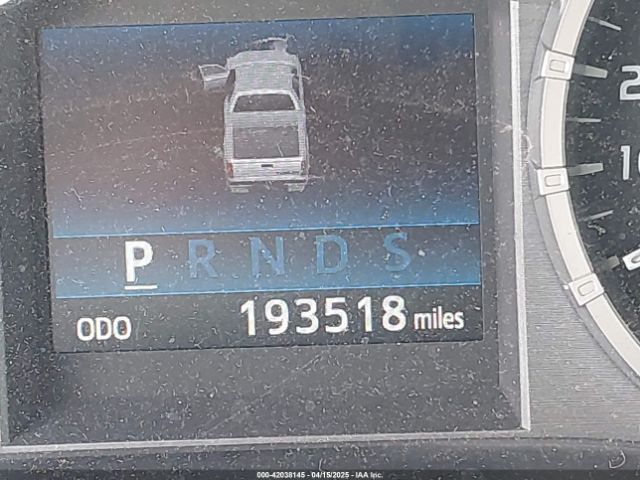 P R N D S
ODO 193518 miles
000-42038145 - 04/15/2025 - IAA Inc.